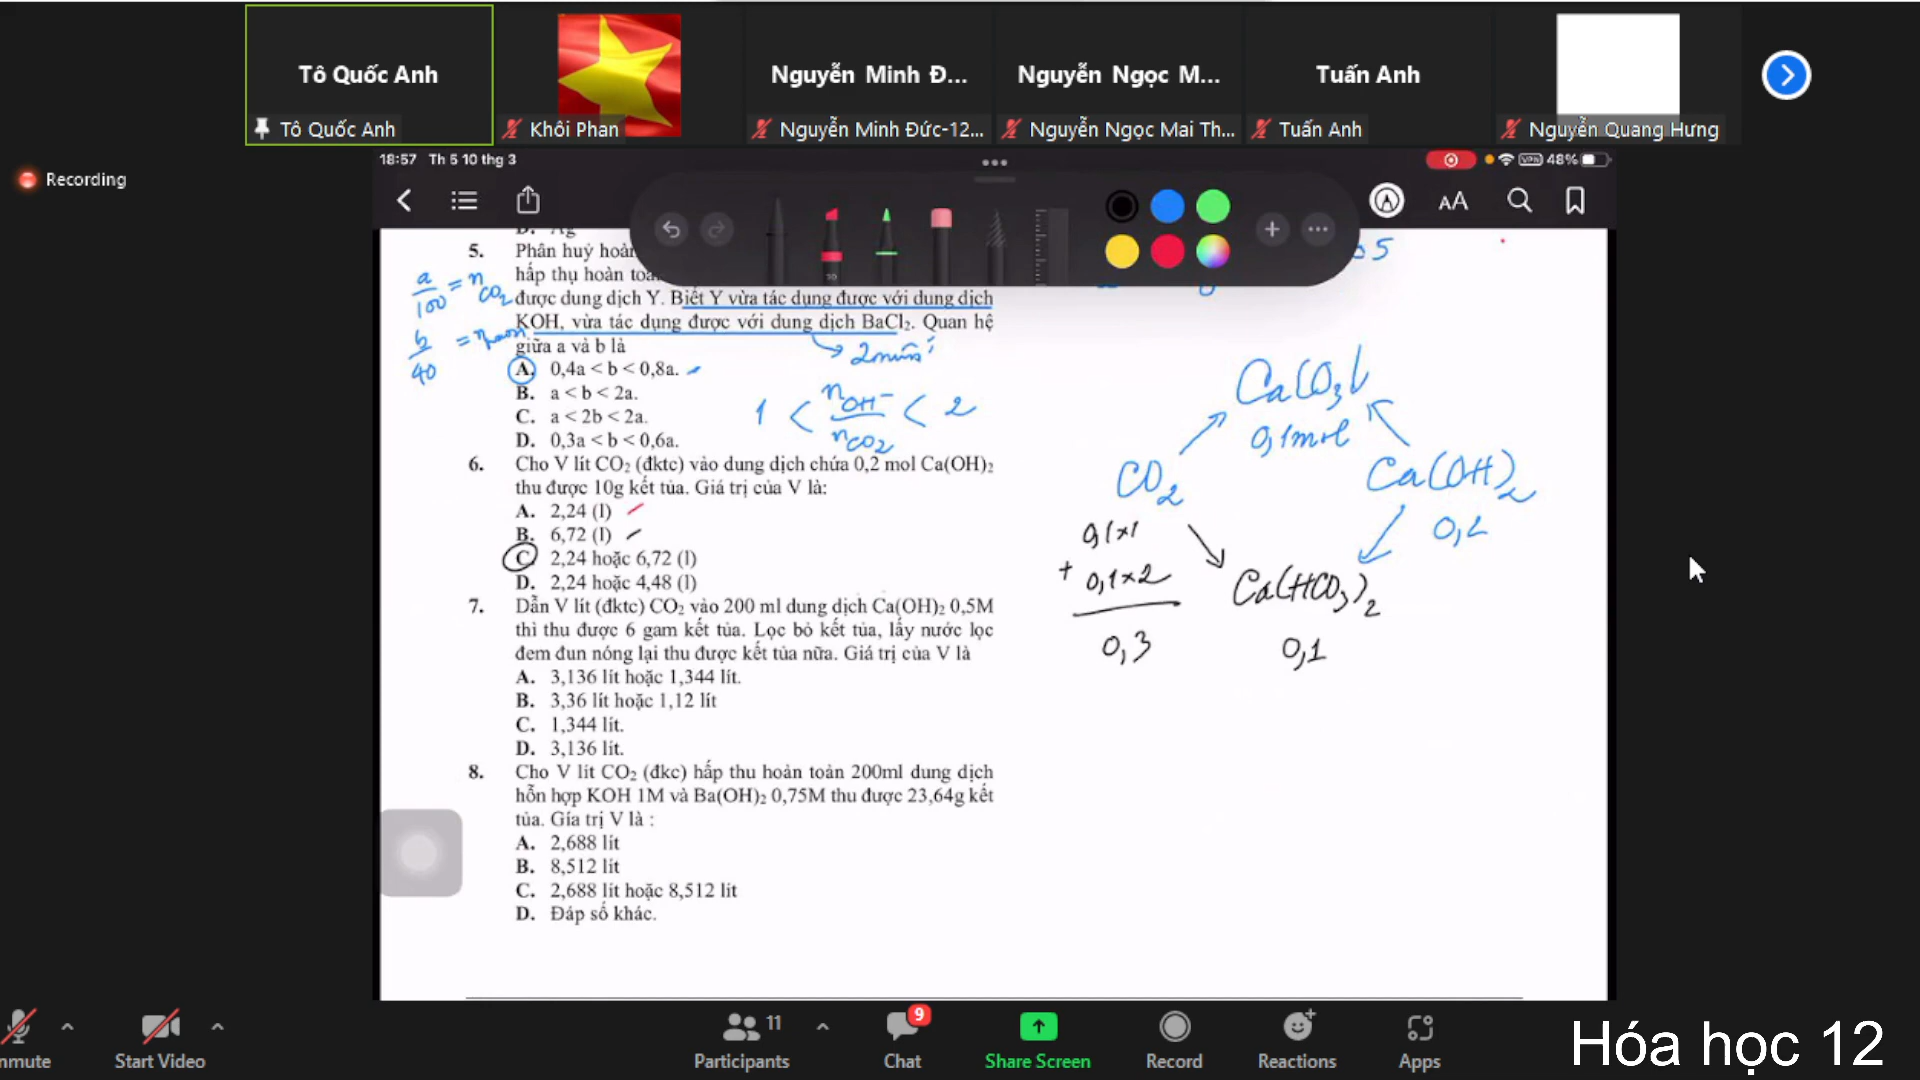 Tô Quốc Anh
Nguyễn Minh Đ...
Nguyễn Ngọc M...
Tuấn Anh
Tô Quốc Anh
Khôi Phan
Nguyễn Minh Đức-12...
Nguyễn Ngọc Mai Th...
Tuấn Anh
Nguyễn Quang Hưng
Recording
18:57 Th 5 10 thg 3
VPN 48%
AA
D. Ag
5. Phân huỷ hoàn
hấp thụ hoàn toà
được dung dịch Y. Biết Y vừa tác dụng được với dung dịch
KOH, vừa tác dụng được với dung dịch BaCl₂. Quan hệ
giữa a và b là
A. 0,4a < b < 0,8a.
B. a < b < 2a.
C. a < 2b < 2a.
D. 0,3a < b < 0,6a.
a/100 = nCO₂
b/40 =
2 muối
1 < nOH⁻/nCO₂ < 2
6. Cho V lít CO₂ (đktc) vào dung dịch chứa 0,2 mol Ca(OH)₂
thu được 10g kết tủa. Giá trị của V là:
A. 2,24 (l)
B. 6,72 (l)
C 2,24 hoặc 6,72 (l)
D. 2,24 hoặc 4,48 (l)
7. Dẫn V lít (đktc) CO₂ vào 200 ml dung dịch Ca(OH)₂ 0,5M
thì thu được 6 gam kết tủa. Lọc bỏ kết tủa, lấy nước lọc
đem đun nóng lại thu được kết tủa nữa. Giá trị của V là
A. 3,136 lít hoặc 1,344 lít.
B. 3,36 lít hoặc 1,12 lít
C. 1,344 lít.
D. 3,136 lít.
8. Cho V lít CO₂ (đkc) hấp thu hoàn toàn 200ml dung dịch
hỗn hợp KOH 1M và Ba(OH)₂ 0,75M thu được 23,64g kết
tủa. Gía trị V là :
A. 2,688 lít
B. 8,512 lít
C. 2,688 lít hoặc 8,512 lít
D. Đáp số khác.
CaCO₃↓
0,1mol
CO₂
Ca(OH)₂
0,2
0,1×1
+ 0,1×2
0,3
Ca(HCO₃)₂
0,1
nmute
Start Video
11
Participants
9
Chat
Share Screen
Record
Reactions
Apps
Hóa học 12